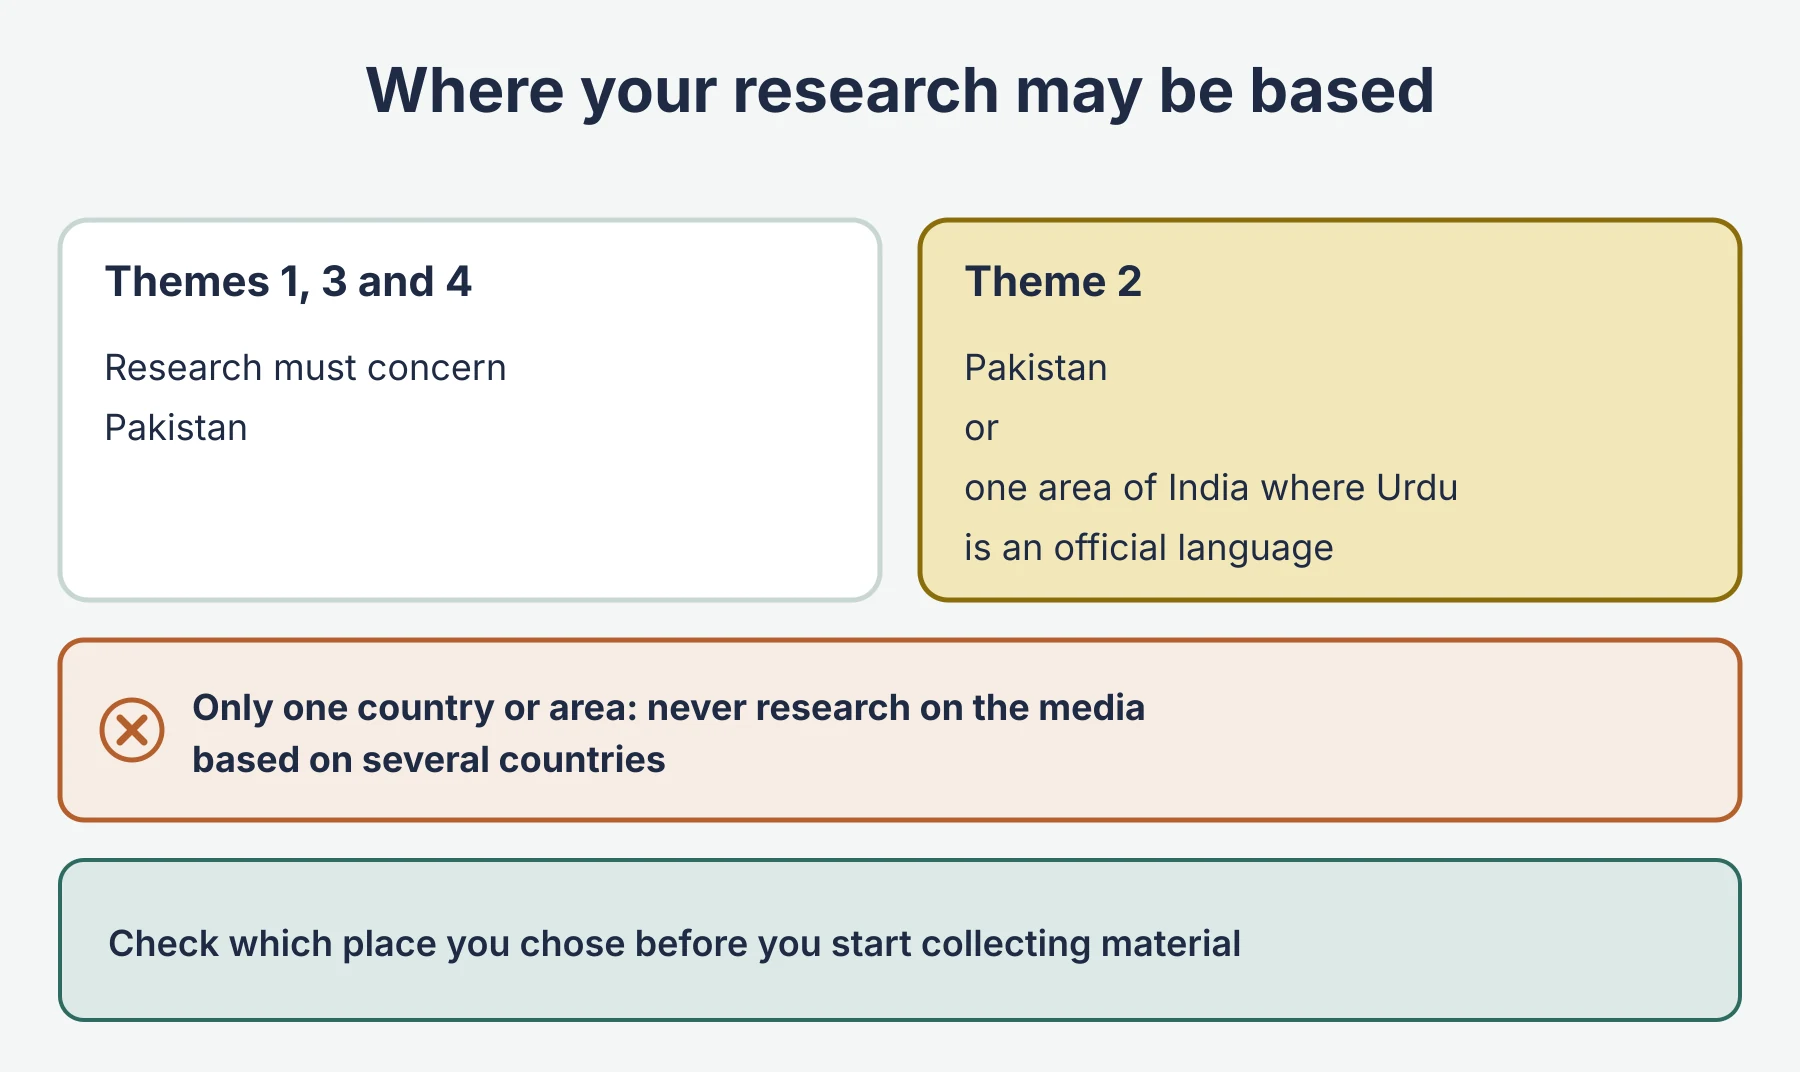 Where your research may be based
Themes 1, 3 and 4
Research must concern
Pakistan
Theme 2
Pakistan
or
one area of India where Urdu
is an official language
Only one country or area: never research on the media
based on several countries
Check which place you chose before you start collecting material